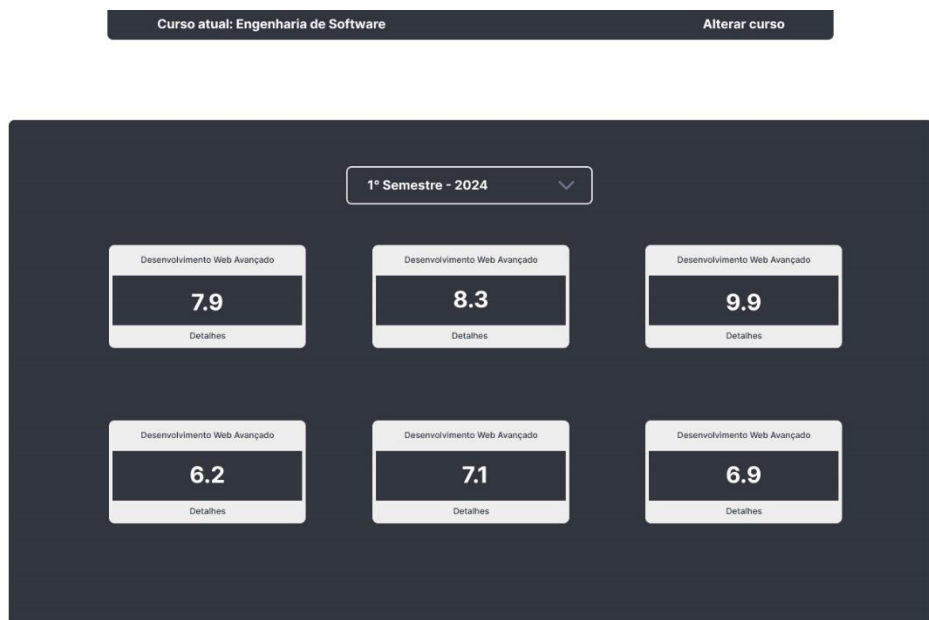 Curso atual: Engenharia de Software
Alterar curso
1º Semestre - 2024
Desenvolvimento Web Avançado
7.9
Detalhes
Desenvolvimento Web Avançado
8.3
Detalhes
Desenvolvimento Web Avançado
9.9
Detalhes
Desenvolvimento Web Avançado
6.2
Detalhes
Desenvolvimento Web Avançado
7.1
Detalhes
Desenvolvimento Web Avançado
6.9
Detalhes